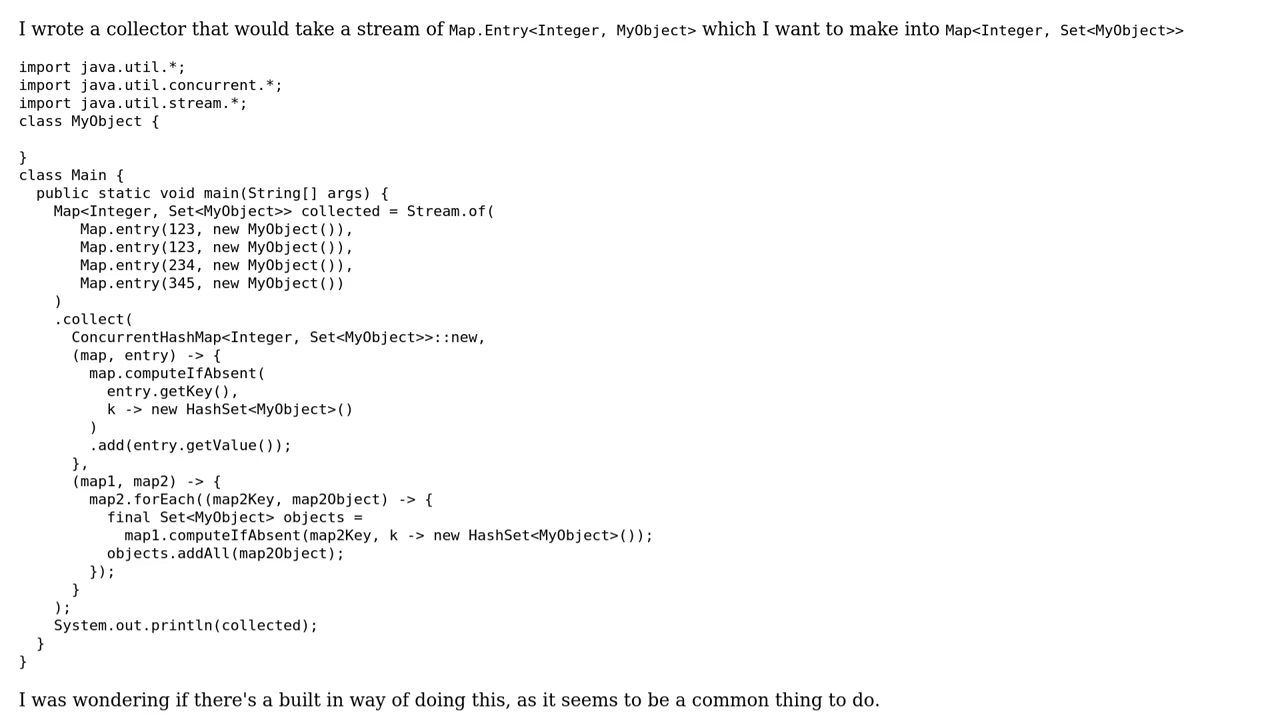 I wrote a collector that would take a stream of Map.Entry<Integer, MyObject> which I want to make into Map<Integer, Set<MyObject>>
import java.util.*;
import java.util.concurrent.*;
import java.util.stream.*;
class MyObject {

}
class Main {
  public static void main(String[] args) {
    Map<Integer, Set<MyObject>> collected = Stream.of(
       Map.entry(123, new MyObject()),
       Map.entry(123, new MyObject()),
       Map.entry(234, new MyObject()),
       Map.entry(345, new MyObject())
    )
    .collect(
      ConcurrentHashMap<Integer, Set<MyObject>>::new,
      (map, entry) -> {
        map.computeIfAbsent(
          entry.getKey(),
          k -> new HashSet<MyObject>()
        )
        .add(entry.getValue());
      },
      (map1, map2) -> {
        map2.forEach((map2Key, map2Object) -> {
          final Set<MyObject> objects =
            map1.computeIfAbsent(map2Key, k -> new HashSet<MyObject>());
          objects.addAll(map2Object);
        });
      }
    );
    System.out.println(collected);
  }
}
I was wondering if there's a built in way of doing this, as it seems to be a common thing to do.